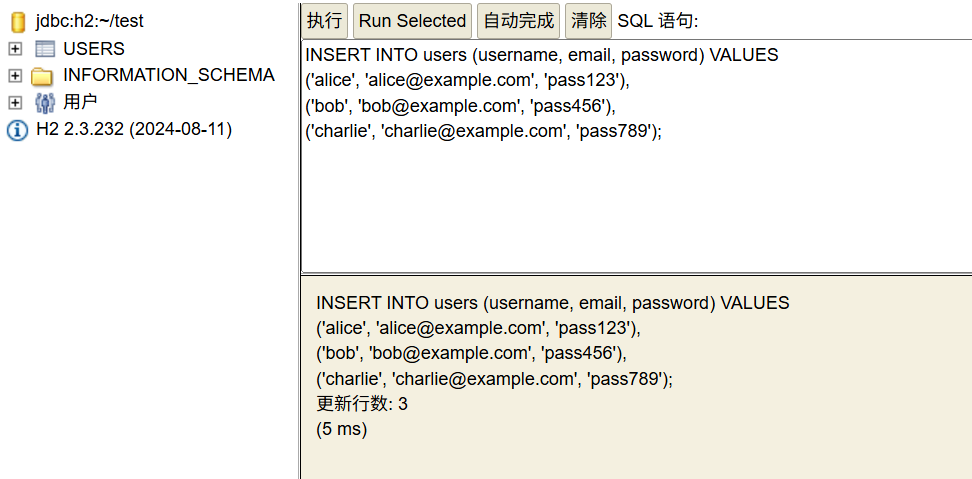 jdbc:h2:~/test
USERS
INFORMATION_SCHEMA
用户
H2 2.3.232 (2024-08-11)
执行 Run Selected 自动完成 清除 SQL 语句:
INSERT INTO users (username, email, password) VALUES
('alice', 'alice@example.com', 'pass123'),
('bob', 'bob@example.com', 'pass456'),
('charlie', 'charlie@example.com', 'pass789');
INSERT INTO users (username, email, password) VALUES
('alice', 'alice@example.com', 'pass123'),
('bob', 'bob@example.com', 'pass456'),
('charlie', 'charlie@example.com', 'pass789');
更新行数: 3
(5 ms)